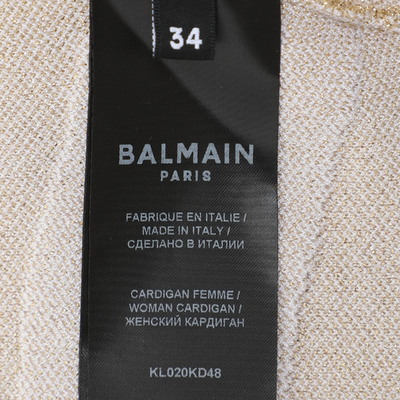 34
BALMAIN
PARIS
FABRIQUE EN ITALIE /
MADE IN ITALY /
СДЕЛАНО В ИТАЛИИ
CARDIGAN FEMME /
WOMAN CARDIGAN /
ЖЕНСКИЙ КАРДИГАН
KL020KD48